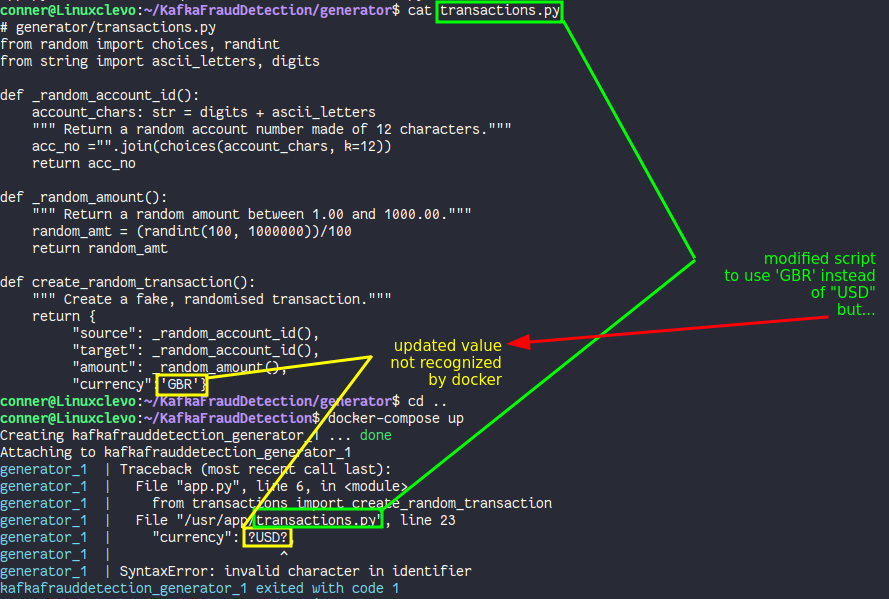 conner@Linuxclevo:~/KafkaFraudDetection/generator$ cat transactions.py
# generator/transactions.py
from random import choices, randint
from string import ascii_letters, digits
def _random_account_id():
    account_chars: str = digits + ascii_letters
    """ Return a random account number made of 12 characters."""
    acc_no ="".join(choices(account_chars, k=12))
    return acc_no
def _random_amount():
    """ Return a random amount between 1.00 and 1000.00."""
    random_amt = (randint(100, 1000000))/100
    return random_amt
modified script
to use 'GBR' instead
of "USD"
but...
def create_random_transaction():
    """ Create a fake, randomised transaction."""
    return {
         "source": _random_account_id(),
         "target": _random_account_id(),
         "amount": _random_amount(),
         "currency":'GBR'}
updated value
not recognized
by docker
conner@Linuxclevo:~/KafkaFraudDetection/generator$ cd ..
conner@Linuxclevo:~/KafkaFraudDetection$ docker-compose up
Creating kafkafrauddetection_generator_1 ... done
Attaching to kafkafrauddetection_generator_1
generator_1  | Traceback (most recent call last):
generator_1  |   File "app.py", line 6, in <module>
generator_1  |     from transactions import create_random_transaction
generator_1  |   File "/usr/app/transactions.py", line 23
generator_1  |     "currency": ?USD?
generator_1  |                     ^
generator_1  | SyntaxError: invalid character in identifier
kafkafrauddetection_generator_1 exited with code 1